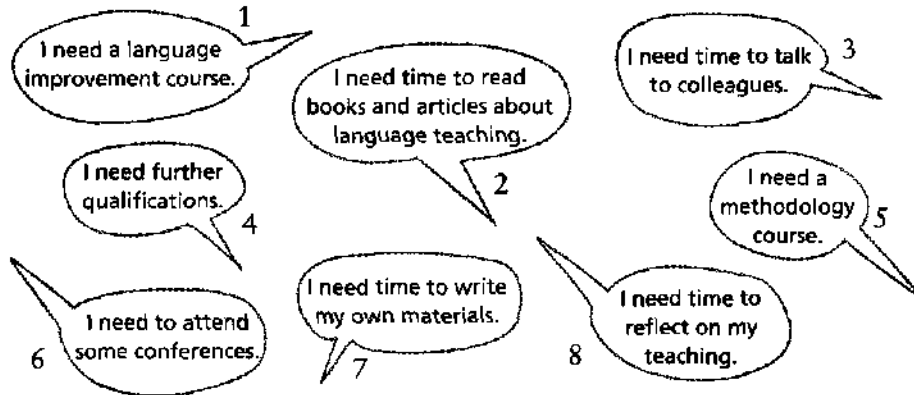 1
I need a language
improvement course.
I need time to read
books and articles about
language teaching.
2
I need time to talk
to colleagues.
3
I need further
qualifications.
4
I need a
methodology
course.
5
I need to attend
some conferences.
6
I need time to write
my own materials.
7
I need time to
reflect on my
teaching.
8